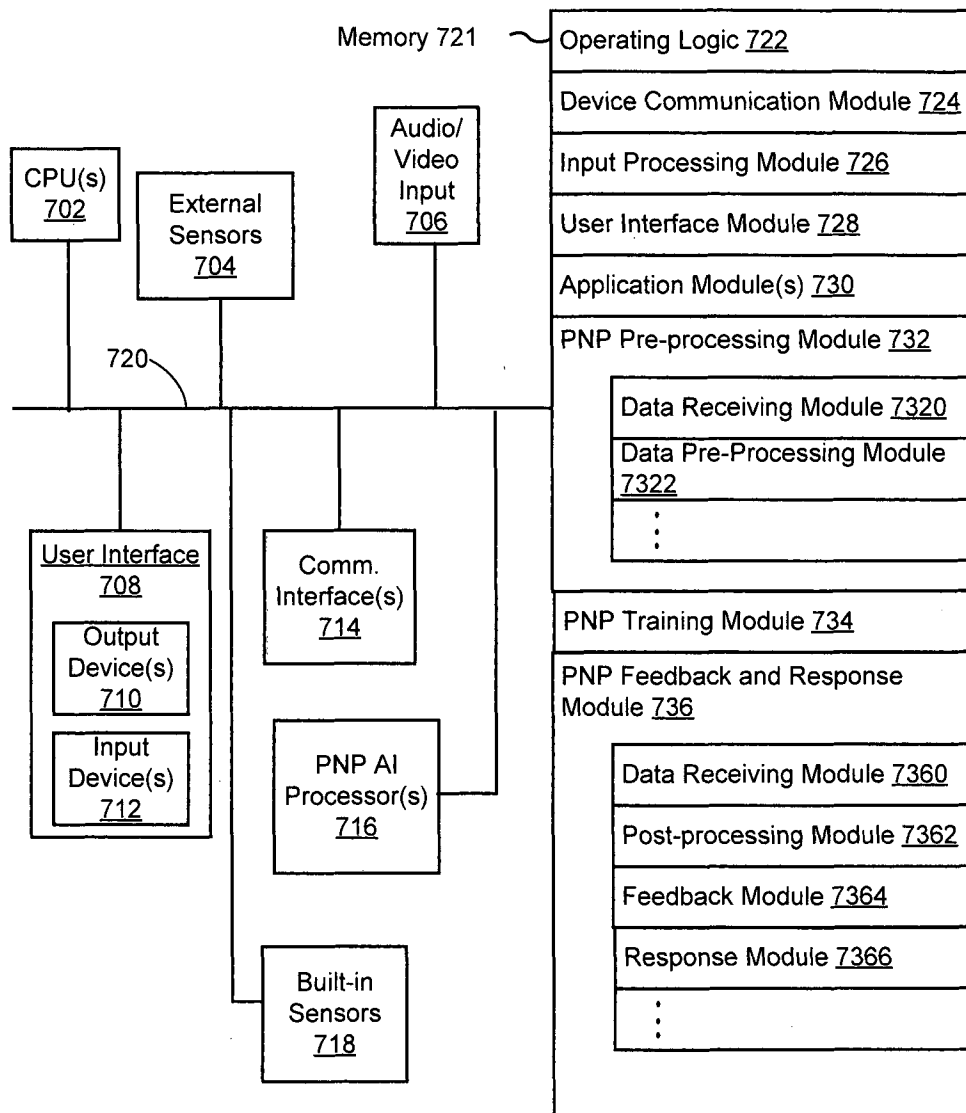 Memory 721
Operating Logic 722
Device Communication Module 724
Input Processing Module 726
User Interface Module 728
Application Module(s) 730
PNP Pre-processing Module 732
Data Receiving Module 7320
Data Pre-Processing Module
7322
PNP Training Module 734
PNP Feedback and Response
Module 736
Data Receiving Module 7360
Post-processing Module 7362
Feedback Module 7364
Response Module 7366
CPU(s)
702
External
Sensors
704
Audio/
Video
Input
706
720
User Interface
708
Output
Device(s)
710
Input
Device(s)
712
Comm.
Interface(s)
714
PNP AI
Processor(s)
716
Built-in
Sensors
718